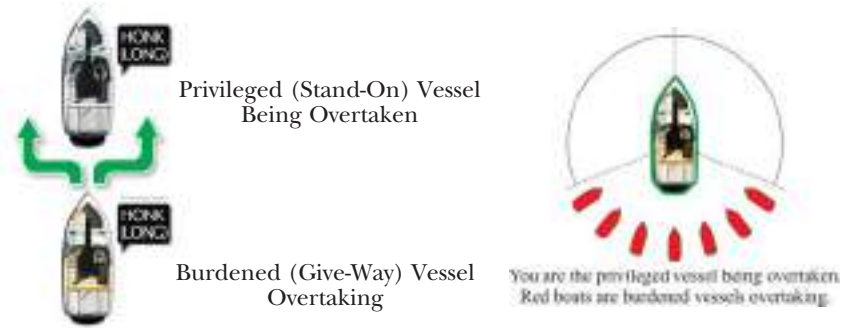 HONK
(LONG)
Privileged (Stand-On) Vessel
Being Overtaken
HONK
(LONG)
Burdened (Give-Way) Vessel
Overtaking
You are the privileged vessel being overtaken.
Red boats are burdened vessels overtaking.